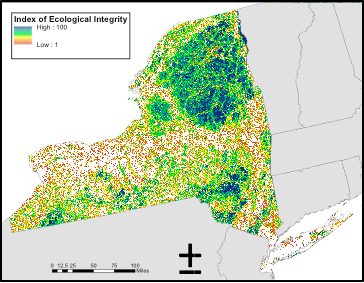 Index of Ecological Integrity
High : 100
Low : 1
0 12.5 25 50 75 100
Miles